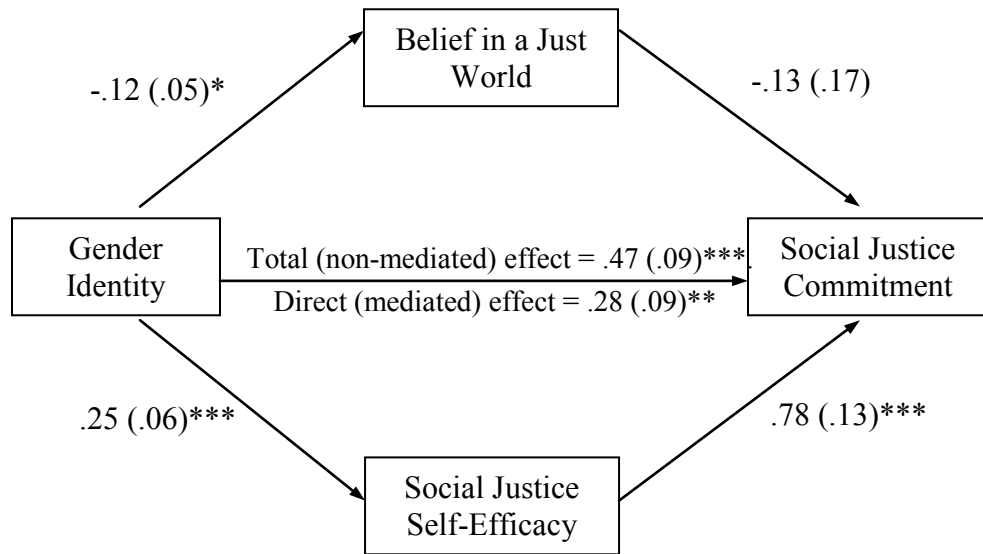 Belief in a Just
World
-.12 (.05)*
-.13 (.17)
Gender
Identity
Total (non-mediated) effect = .47 (.09)***.
Direct (mediated) effect = .28 (.09)**
Social Justice
Commitment
.25 (.06)***
.78 (.13)***
Social Justice
Self-Efficacy